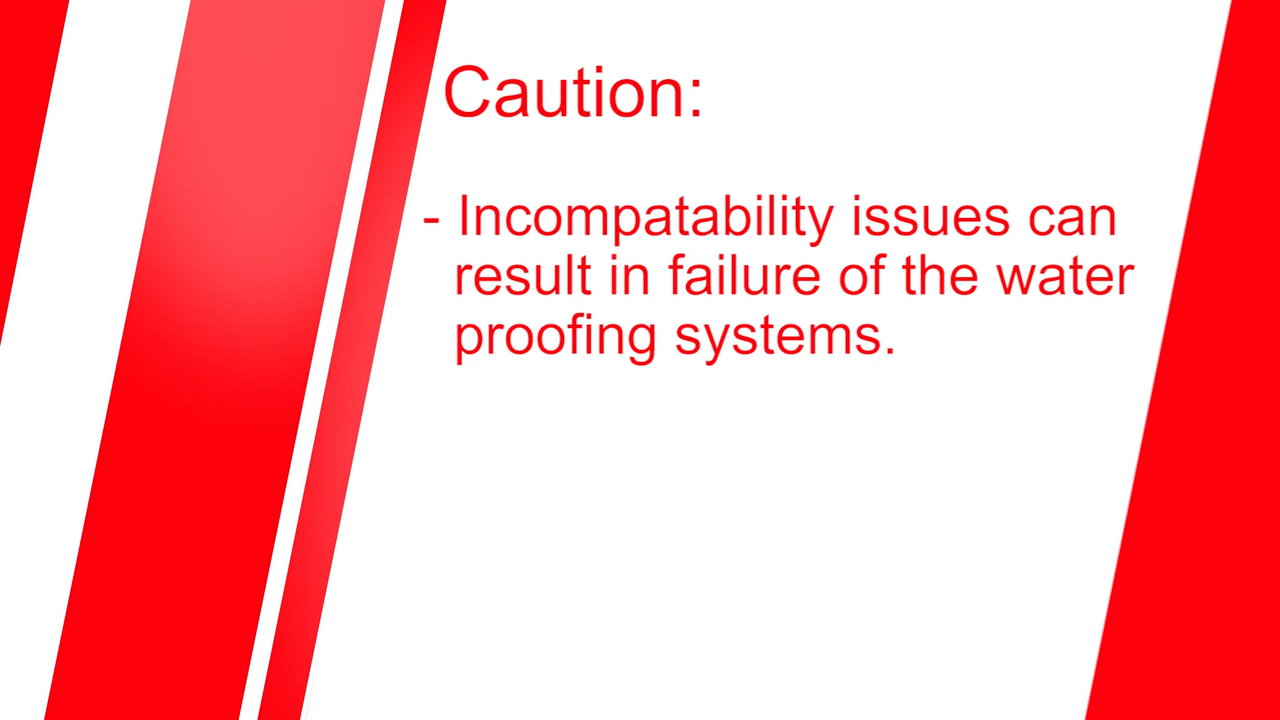 Caution:
- Incompatability issues can
result in failure of the water
proofing systems.